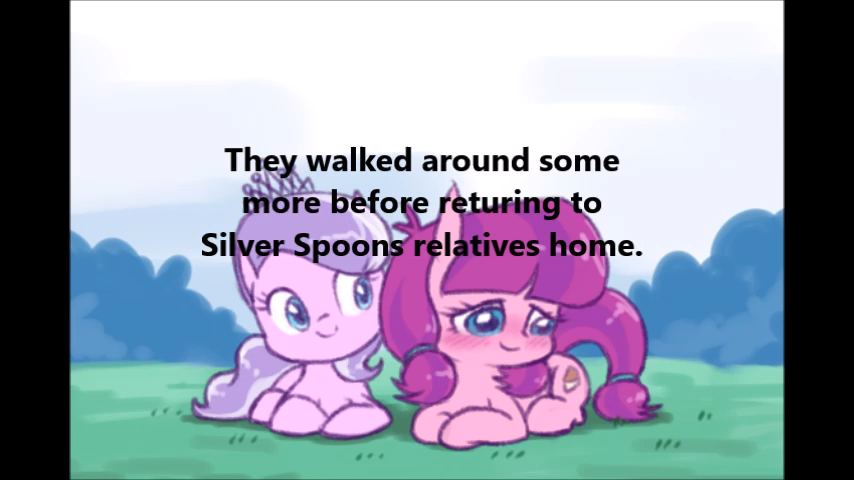 They walked around some
more before returing to
Silver Spoons relatives home.